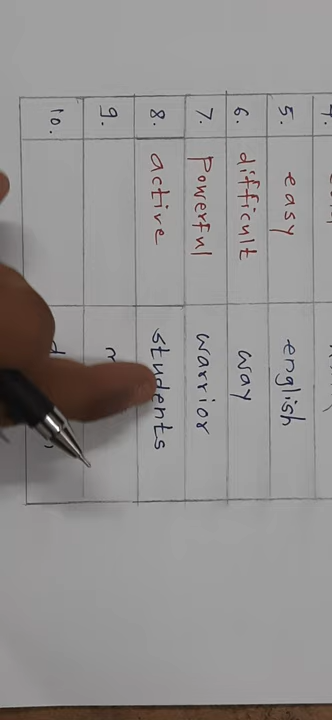 5. easy english
6. difficult way
7. Powerful warrior
8. active students
9.
10.